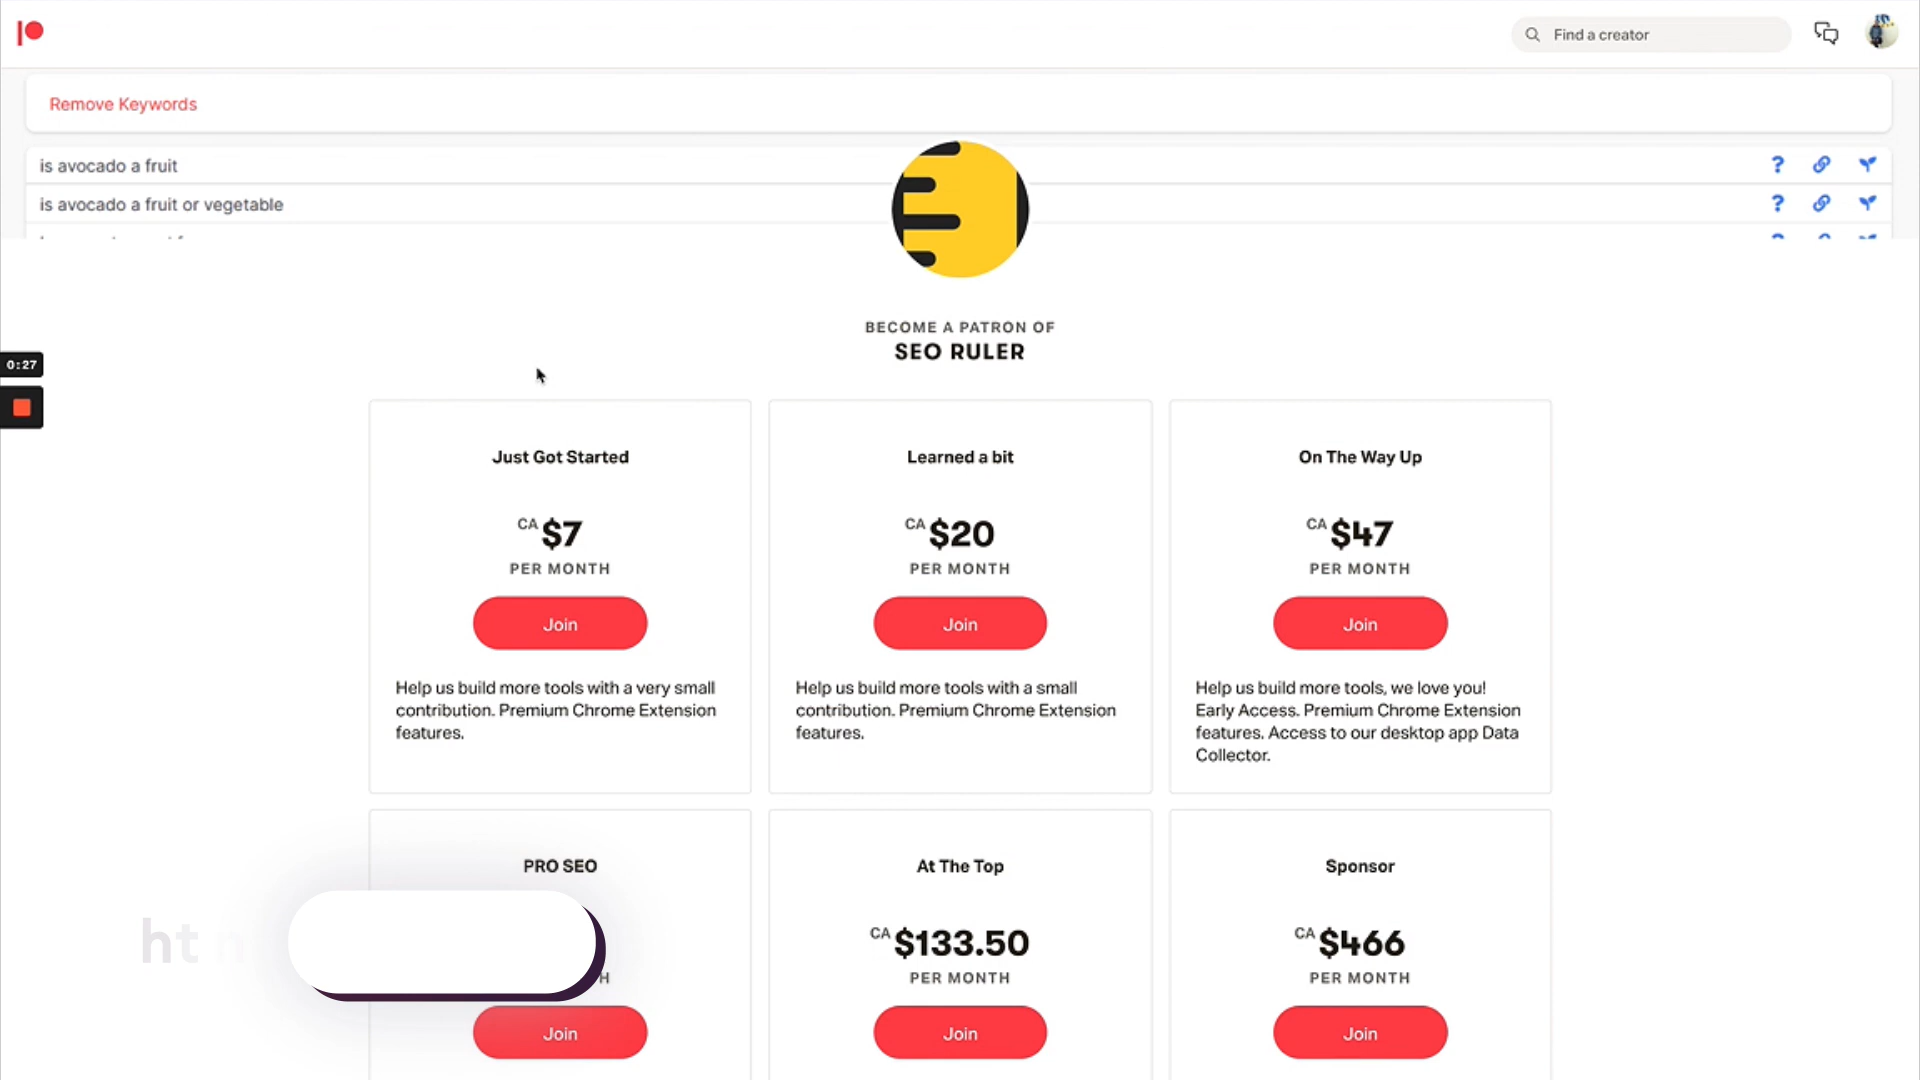 Find a creator
Remove Keywords
is avocado a fruit
is avocado a fruit or vegetable
BECOME A PATRON OF
SEO RULER
0:27
Just Got Started
CA $7
PER MONTH
Join
Help us build more tools with a very small
contribution. Premium Chrome Extension
features.
Learned a bit
CA $20
PER MONTH
Join
Help us build more tools with a small
contribution. Premium Chrome Extension
features.
On The Way Up
CA $47
PER MONTH
Join
Help us build more tools, we love you!
Early Access. Premium Chrome Extension
features. Access to our desktop app Data
Collector.
PRO SEO
Join
At The Top
CA $133.50
PER MONTH
Join
Sponsor
CA $466
PER MONTH
Join